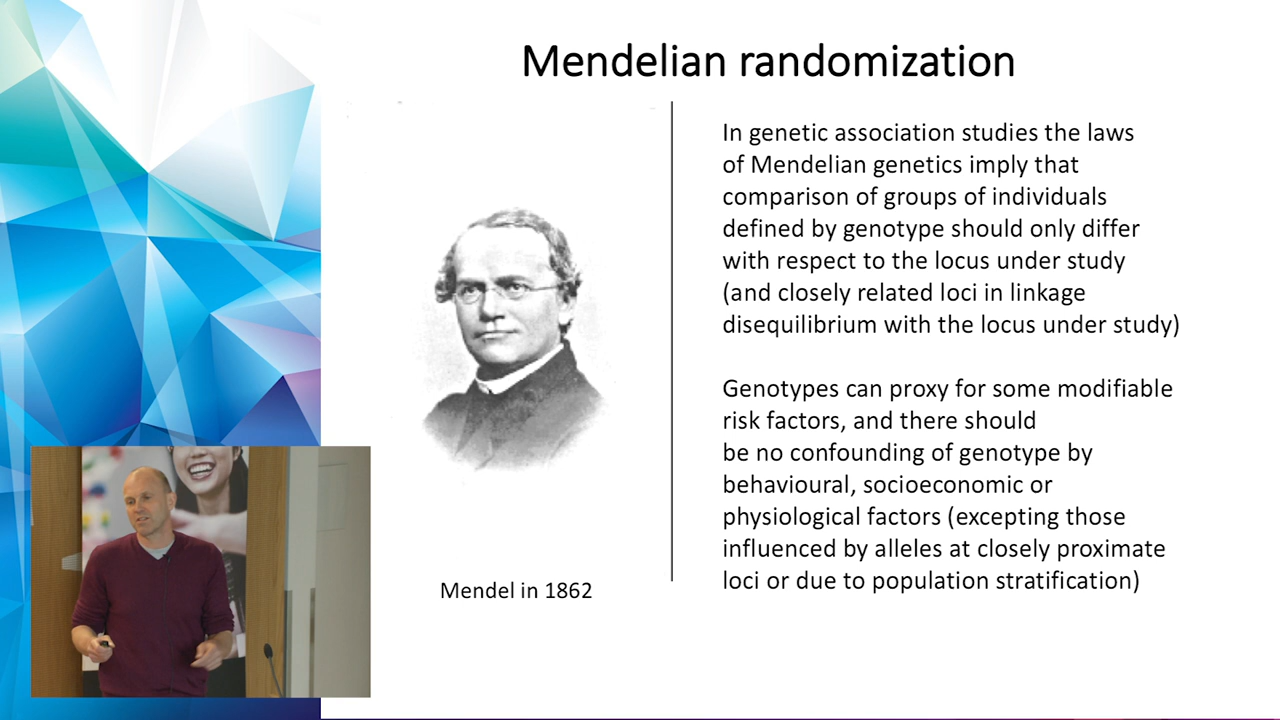 Mendelian randomization
In genetic association studies the laws
of Mendelian genetics imply that
comparison of groups of individuals
defined by genotype should only differ
with respect to the locus under study
(and closely related loci in linkage
disequilibrium with the locus under study)
Genotypes can proxy for some modifiable
risk factors, and there should
be no confounding of genotype by
behavioural, socioeconomic or
physiological factors (excepting those
influenced by alleles at closely proximate
loci or due to population stratification)
Mendel in 1862